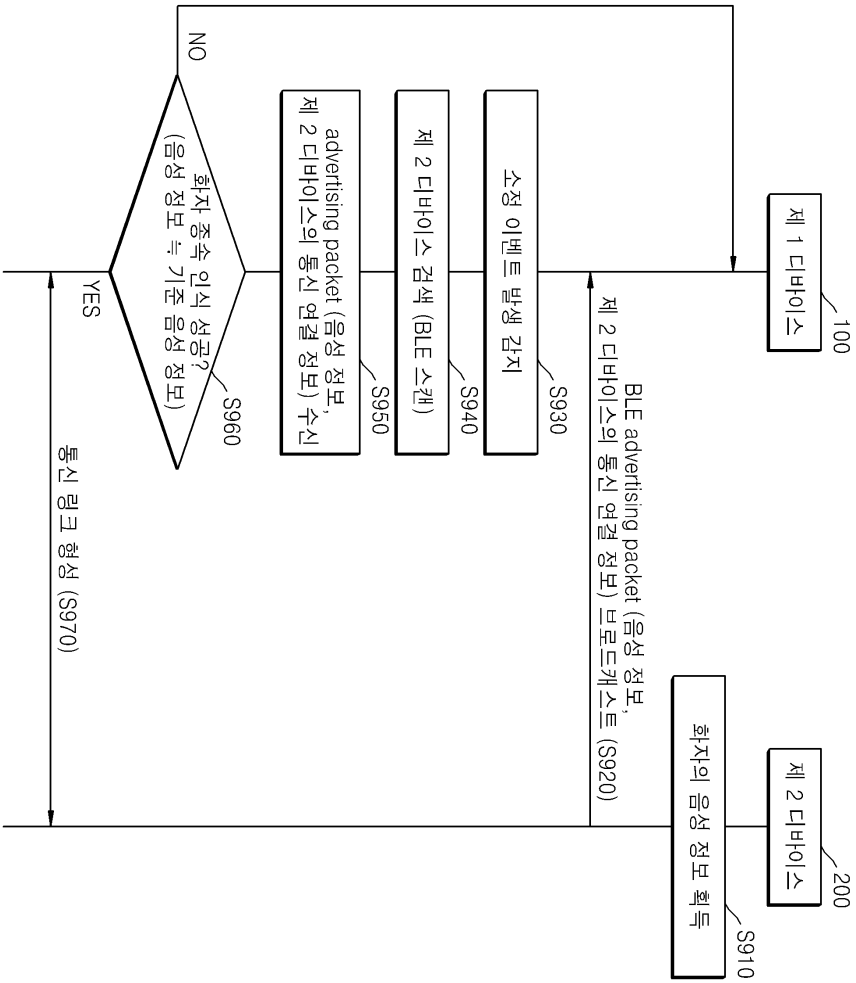 제 1 디바이스
100
제 2 디바이스
200
화자의 음성 정보 획득
S910
BLE advertising packet (음성 정보,
제 2 디바이스의 통신 연결 정보) 브로드캐스트 (S920)
소정 이벤트 발생 감지
S930
제 2 디바이스 검색 (BLE 스캔)
S940
advertising packet (음성 정보,
제 2 디바이스의 통신 연결 정보) 수신
S950
화자 종속 인식 성공?
(음성 정보 ≒ 기준 음성 정보)
S960
NO
YES
통신 링크 형성 (S970)